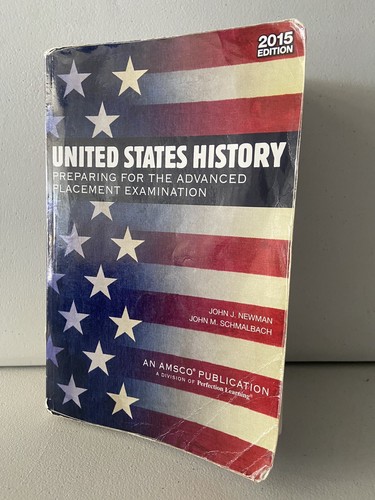 2015
EDITION
UNITED STATES HISTORY
PREPARING FOR THE ADVANCED
PLACEMENT EXAMINATION
JOHN J. NEWMAN
JOHN M. SCHMALBACH
AN AMSCO® PUBLICATION
A DIVISION OF Perfection Learning®